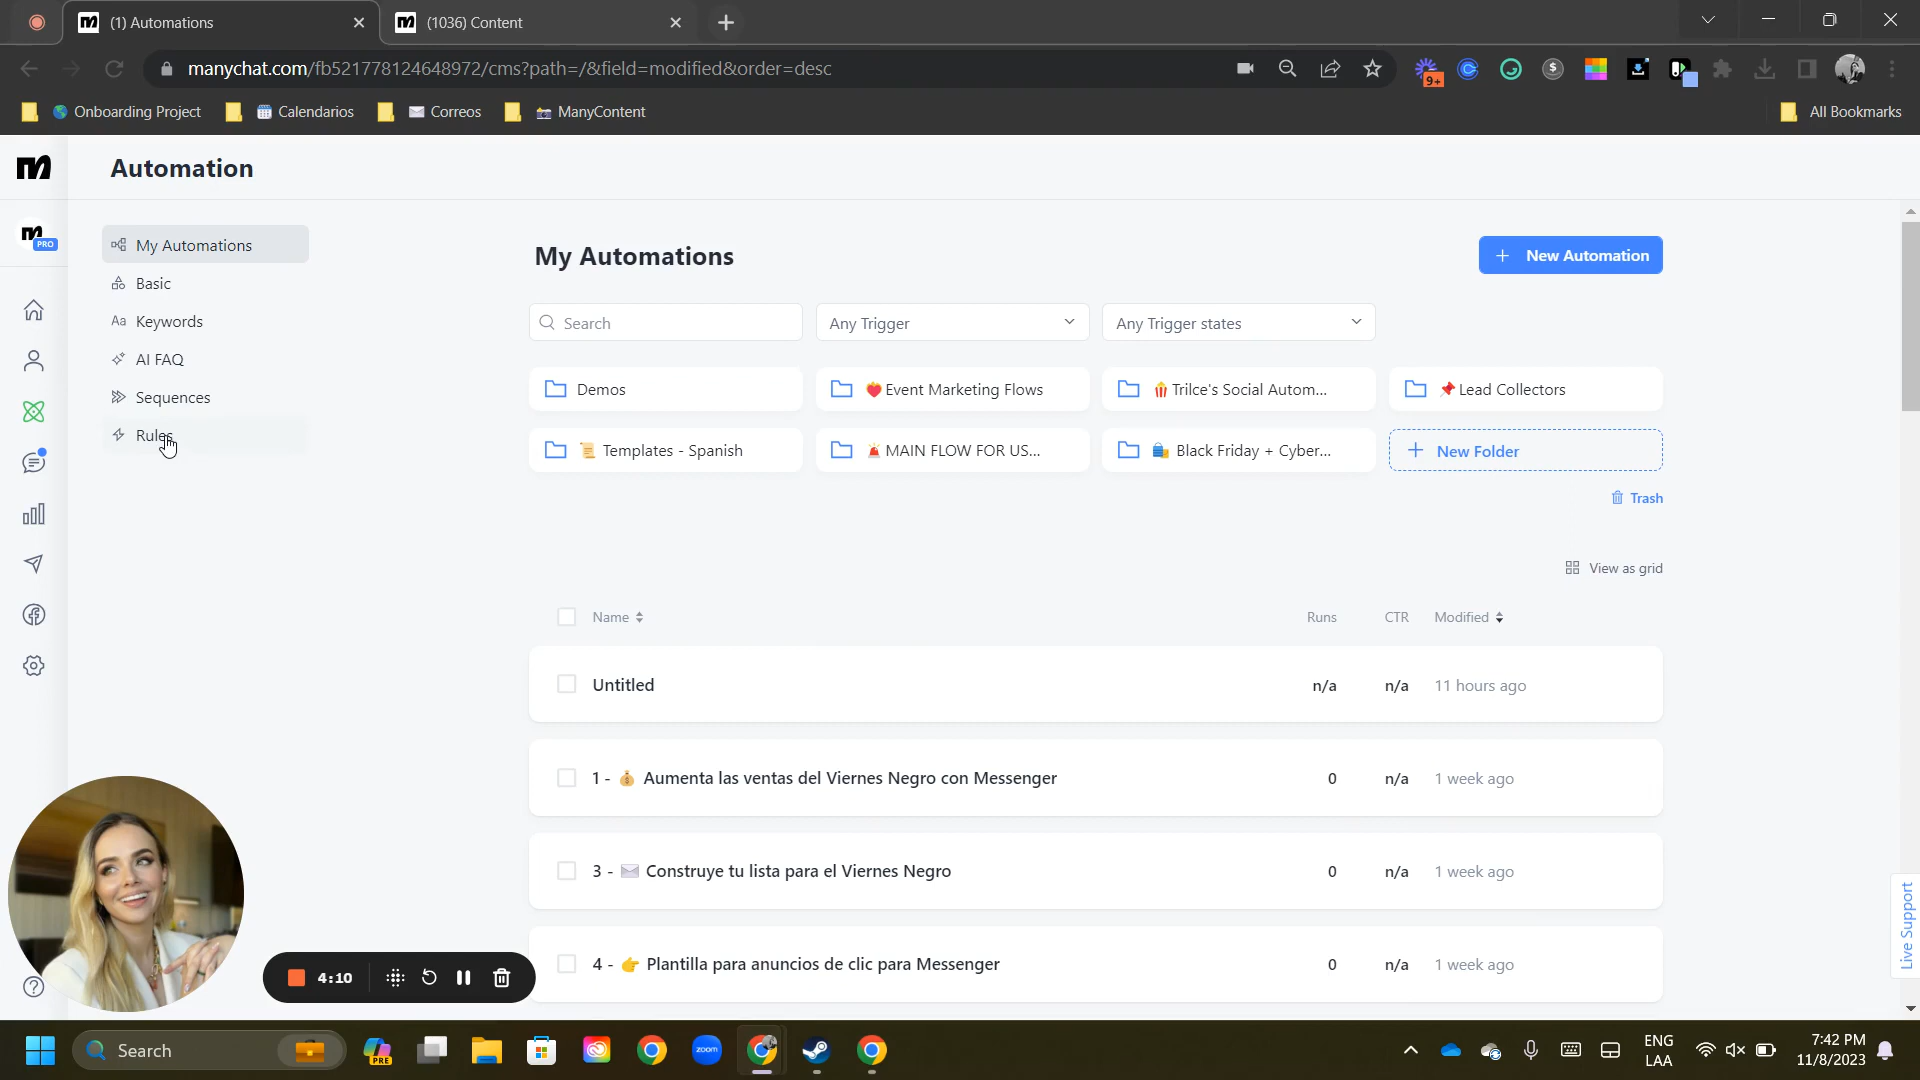 (1) Automations
(1036) Content
manychat.com/fb521778124648972/cms?path=/&field=modified&order=desc
9+
Onboarding Project
Calendarios
Correos
ManyContent
All Bookmarks
Automation
PRO
My Automations
Basic
Aa Keywords
AI FAQ
Sequences
Rules
My Automations
+ New Automation
Search
Any Trigger
Any Trigger states
Demos
Event Marketing Flows
Trilce's Social Autom...
Lead Collectors
Templates - Spanish
MAIN FLOW FOR US...
Black Friday + Cyber...
+ New Folder
Trash
View as grid
Name
Runs
CTR
Modified
Untitled
n/a
n/a
11 hours ago
1 - Aumenta las ventas del Viernes Negro con Messenger
0
n/a
1 week ago
3 - Construye tu lista para el Viernes Negro
0
n/a
1 week ago
4 - Plantilla para anuncios de clic para Messenger
0
n/a
1 week ago
Live Support
4:10
Search
PRE
zoom
ENG
LAA
7:42 PM
11/8/2023